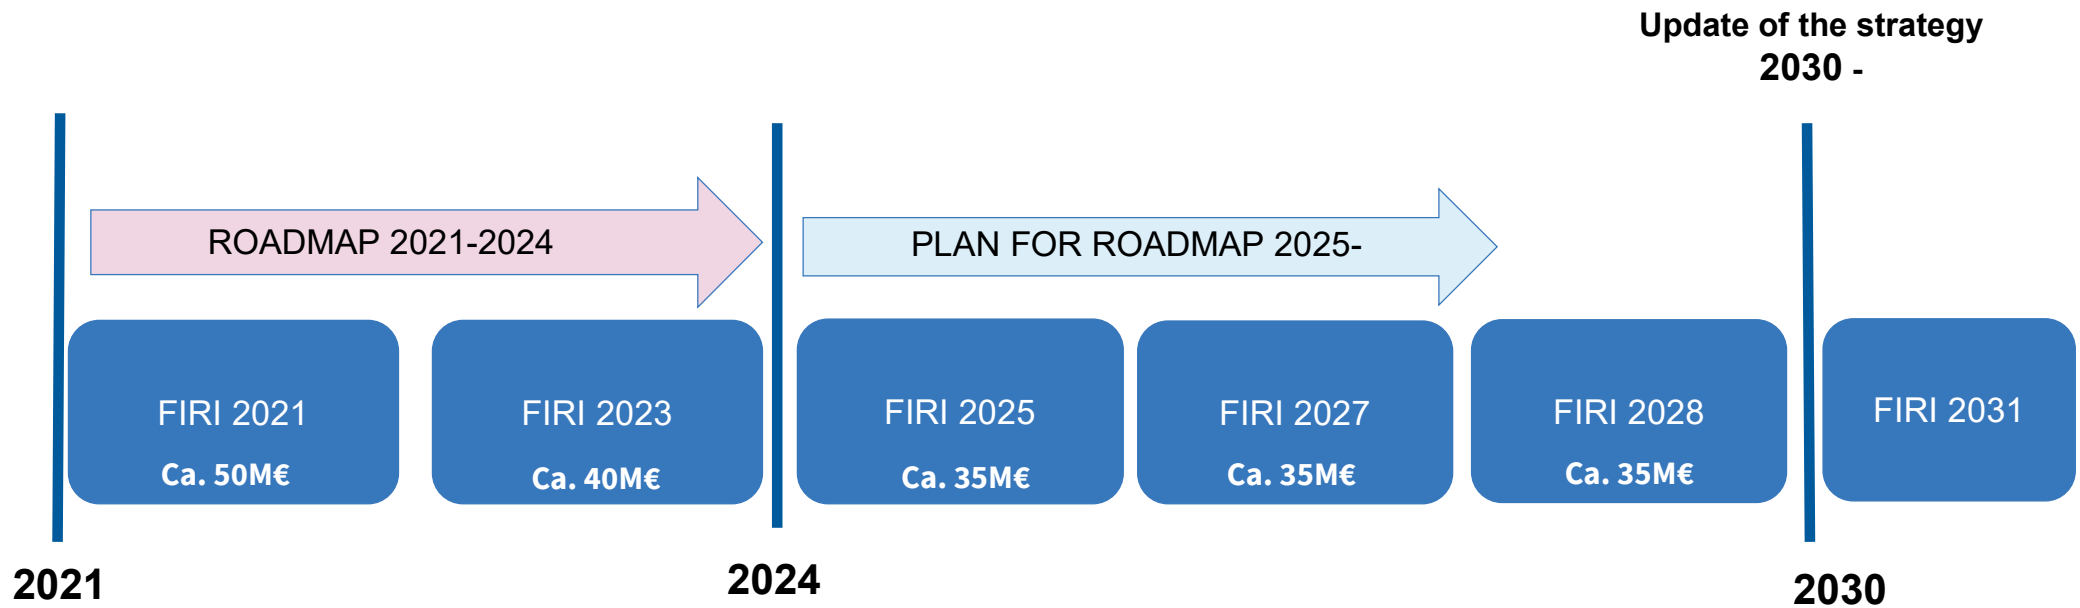 Update of the strategy
2030 -
ROADMAP 2021-2024
PLAN FOR ROADMAP 2025-
FIRI 2021
Ca. 50M€
FIRI 2023
Ca. 40M€
FIRI 2025
Ca. 35M€
FIRI 2027
Ca. 35M€
FIRI 2028
Ca. 35M€
FIRI 2031
2021
2024
2030